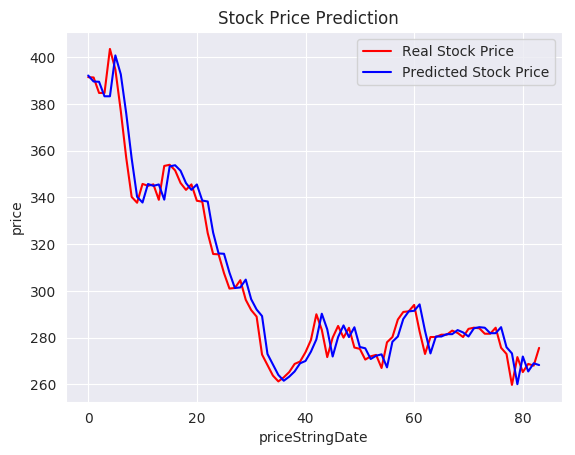 Stock Price Prediction
Real Stock Price
Predicted Stock Price
400
380
360
340
320
300
280
260
price
0
20
40
60
80
priceStringDate